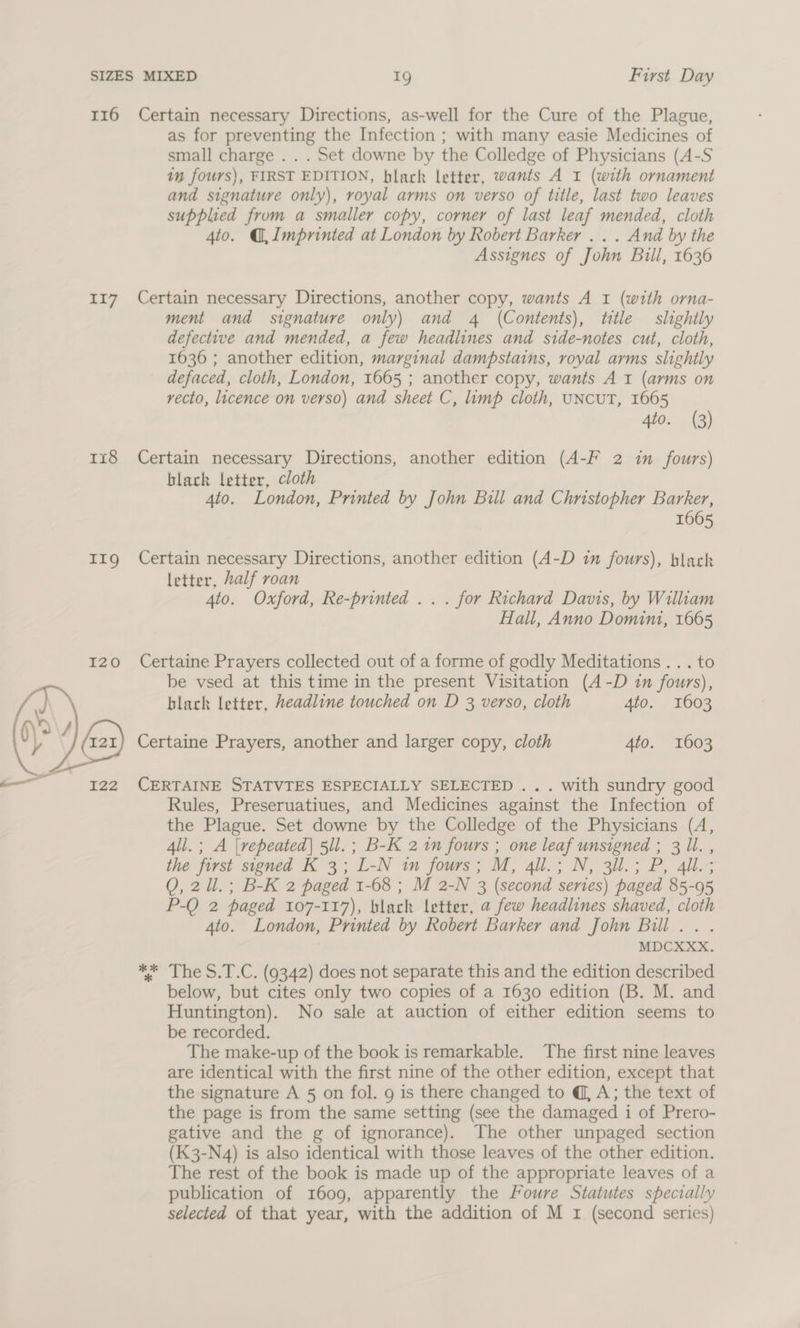 SIZES MIXED 19 First Day
116 Certain necessary Directions, as-well for the Cure of the Plague,
as for preventing the Infection ; with many easie Medicines of
small charge . . . Set downe by the Colledge of Physicians (A-S
in fours), FIRST EDITION, black letter, wants A 1 (with ornament
and signature only), royal arms on verso of title, last two leaves
supplied from a smaller copy, corner of last leaf mended, cloth
4to. ₵, Imprinted at London by Robert Barker . . . And by the
Assignes of John Bill, 1636
117 Certain necessary Directions, another copy, wants A 1 (with orna-
ment and signature only) and 4 (Contents), title slightly
defective and mended, a few headlines and side-notes cut, cloth,
1636 ; another edition, marginal dampstains, royal arms slightly
defaced, cloth, London, 1665 ; another copy, wants A 1 (arms on
recto, licence on verso) and sheet C, limp cloth, UNCUT, 1665
4to. (3)
118 Certain necessary Directions, another edition (A-F 2 in fours)
black letter, cloth
4to. London, Printed by John Bill and Christopher Barker,
1665
119 Certain necessary Directions, another edition (A-D in fours), black
letter, half roan
4to. Oxford, Re-printed . . . for Richard Davis, by William
Hall, Anno Domini, 1665
120 Certaine Prayers collected out of a forme of godly Meditations . . . to
be vsed at this time in the present Visitation (A-D in fours),
black letter, headline touched on D 3 verso, cloth 4to. 1603
121 Certaine Prayers, another and larger copy, cloth 4to. 1603
122 CERTAINE STATVTES ESPECIALLY SELECTED . . . with sundry good
Rules, Preseruatiues, and Medicines against the Infection of
the Plague. Set downe by the Colledge of the Physicians (A,
4ll. ; A [repeated] 5ll. ; B-K 2 in fours ; one leaf unsigned ; 3 ll. ,
the first signed K 3 ; L-N in fours ; M, 4ll. ; N, 3ll. ; P, 4ll. ;
Q, 2 ll. ; B-K 2 paged 1-68 ; M 2-N 3 (second series) paged 85-95
P-Q 2 paged 107-117), black letter, a few headlines shaved, cloth
4to. London, Printed by Robert Barker and John Bill . . .
MDCXXX.
*** The S.T.C. (9342) does not separate this and the edition described
below, but cites only two copies of a 1630 edition (B. M. and
Huntington). No sale at auction of either edition seems to
be recorded.
The make-up of the book is remarkable. The first nine leaves
are identical with the first nine of the other edition, except that
the signature A 5 on fol. 9 is there changed to ₵, A ; the text of
the page is from the same setting (see the damaged i of Prero-
gative and the g of ignorance). The other unpaged section
(K3-N4) is also identical with those leaves of the other edition.
The rest of the book is made up of the appropriate leaves of a
publication of 1609, apparently the Foure Statutes specially
selected of that year, with the addition of M 1 (second series)